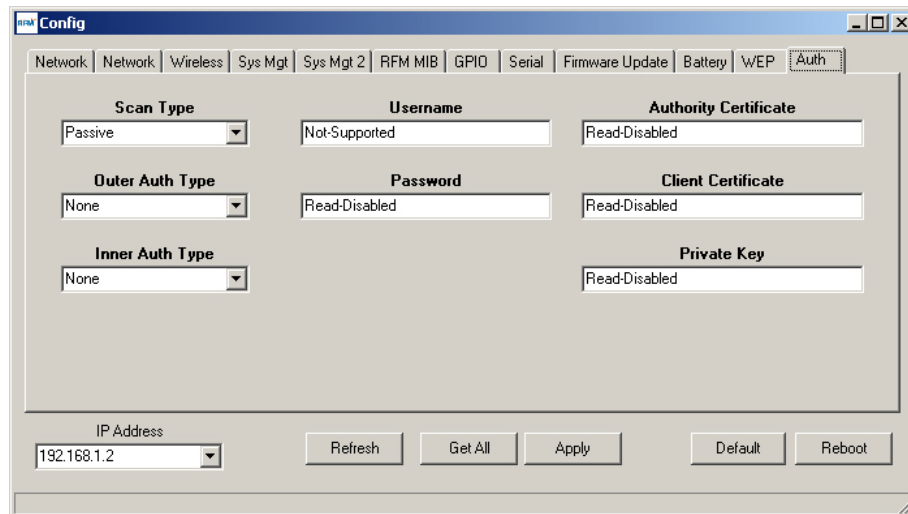 RFM Config
Network Network Wireless Sys Mgt Sys Mgt 2 RFM MIB GPIO Serial Firmware Update Battery WEP Auth
Scan Type Username Authority Certificate
Passive Not-Supported Read-Disabled
Outer Auth Type Password Client Certificate
None Read-Disabled Read-Disabled
Inner Auth Type Private Key
None Read-Disabled
IP Address
192.168.1.2 Refresh Get All Apply Default Reboot